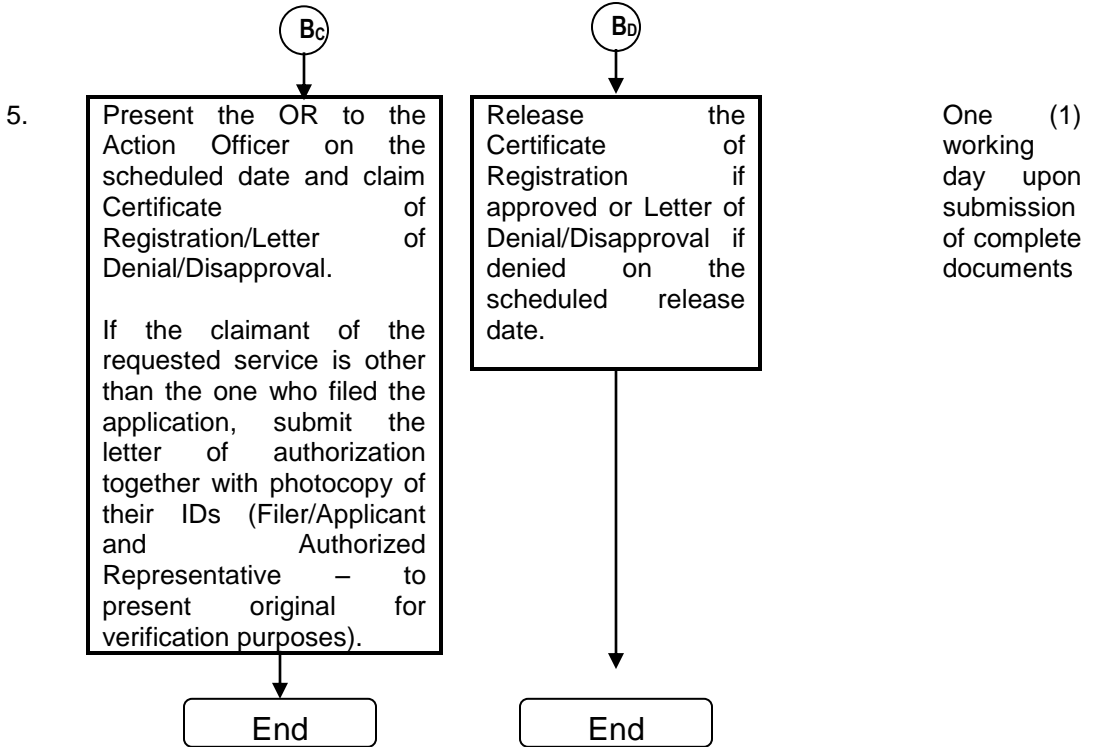 BC
BD
5.
Present the OR to the
Action Officer on the
scheduled date and claim
Certificate of
Registration/Letter of
Denial/Disapproval.
If the claimant of the
requested service is other
than the one who filed the
application, submit the
letter of authorization
together with photocopy of
their IDs (Filer/Applicant
and Authorized
Representative – to
present original for
verification purposes).
Release the
Certificate of
Registration if
approved or Letter of
Denial/Disapproval if
denied on the
scheduled release
date.
One (1)
working
day upon
submission
of complete
documents
End
End